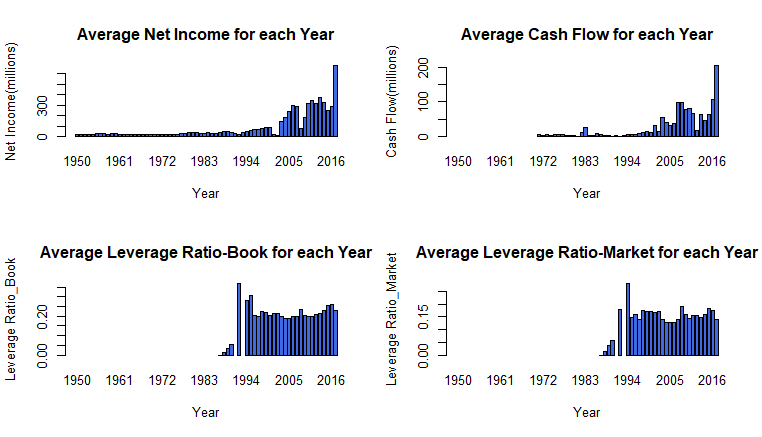 Average Net Income for each Year
Net Income(millions)
300
0
1950 1961 1972 1983 1994 2005 2016
Year
Average Cash Flow for each Year
Cash Flow(millions)
200
100
0
1950 1961 1972 1983 1994 2005 2016
Year
Average Leverage Ratio-Book for each Year
Leverage Ratio_Book
0.20
0.00
1950 1961 1972 1983 1994 2005 2016
Year
Average Leverage Ratio-Market for each Year
Leverage Ratio_Market
0.15
0.00
1950 1961 1972 1983 1994 2005 2016
Year